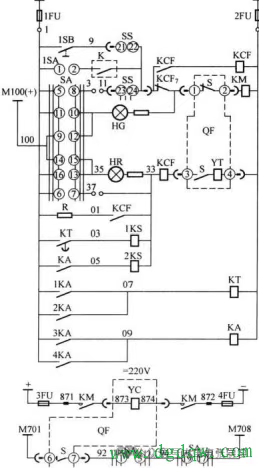 1FU
2FU
1
1SB
9
SS
21 22
KCF
KCF
1SA
K
1 2
SA
3
11
SS
KCF₇
S
KM
M100(+)
5 8
23 24
1 2
11 10
HG
100
9 12
QF
14 15
35
HR
33
KCF
S
YT
16 13
3 4
6 7
37
R
01
KCF
KT
03
1KS
KA
05
2KS
1KA
07
KT
2KA
3KA
09
KA
4KA
=220V
YC
+
3FU
871
KM
873
874
KM
872
4FU
M701
QF
M708
6
S
7
92
www.dgdjdw.com